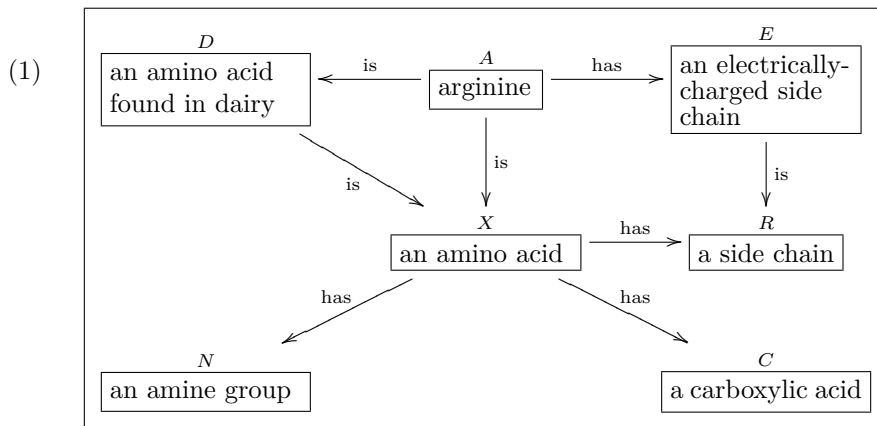 (1)
D
an amino acid
found in dairy
is
A
arginine
has
E
an electrically-
charged side
chain
is
is
is
X
an amino acid
has
R
a side chain
has
has
N
an amine group
C
a carboxylic acid